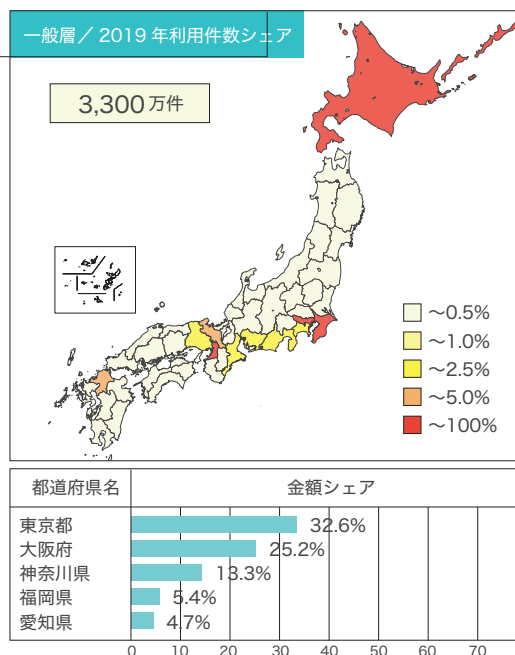 一般層／2019年利用件数シェア
3,300万件
～0.5%
～1.0%
～2.5%
～5.0%
～100%
都道府県名 金額シェア
東京都 32.6%
大阪府 25.2%
神奈川県 13.3%
福岡県 5.4%
愛知県 4.7%
0 10 20 30 40 50 60 70